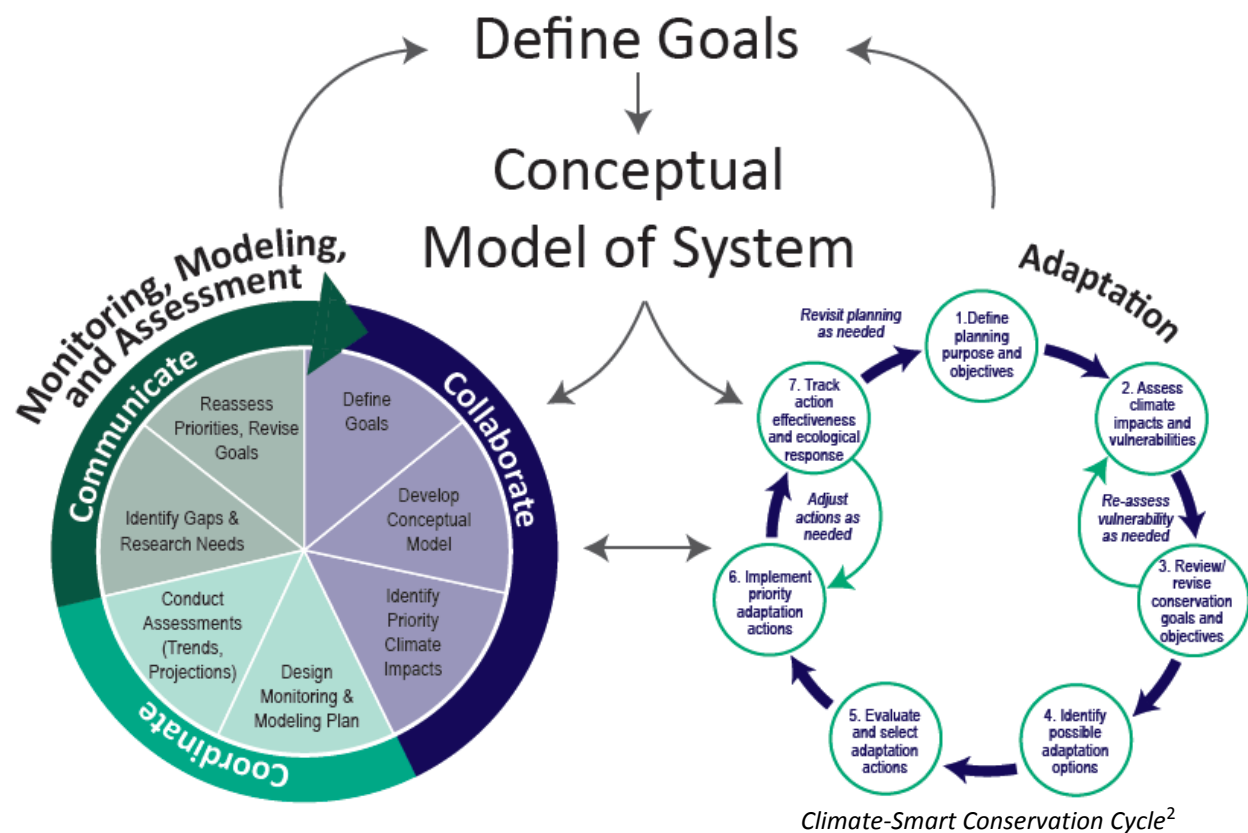 Define Goals
Conceptual
Model of System
Monitoring, Modeling,
and Assessment
Communicate
Collaborate
Coordinate
Define
Goals
Develop
Conceptual
Model
Identify
Priority
Climate
Impacts
Design
Monitoring &
Modeling Plan
Conduct
Assessments
(Trends,
Projections)
Identify Gaps &
Research Needs
Reassess
Priorities, Revise
Goals
Adaptation
Revisit planning
as needed
1.Define
planning
purpose and
objectives
2. Assess
climate
impacts and
vulnerabilities
Re-assess
vulnerability
as needed
3. Review/
revise
conservation
goals and
objectives
4. Identify
possible
adaptation
options
5. Evaluate
and select
adaptation
actions
6. Implement
priority
adaptation
actions
7. Track
action
effectiveness
and ecological
response
Adjust
actions as
needed
Climate-Smart Conservation Cycle²